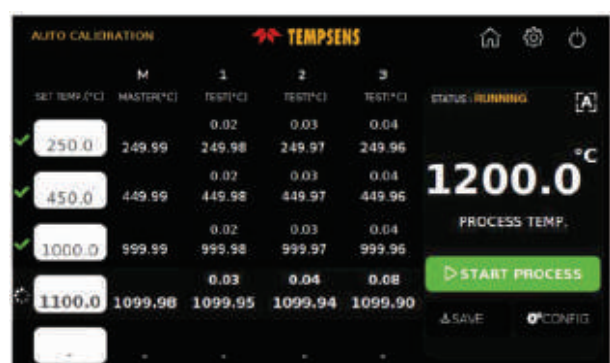 AUTO CALIBRATION
TEMPSENS
M 1 2 3
SET TEMP.(°C) MASTER(°C) TEST(°C) TEST(°C) TEST(°C)
0.02 0.03 0.04
250.0 249.99 249.98 249.97 249.96
0.02 0.03 0.04
450.0 449.99 449.98 449.97 449.96
0.02 0.03 0.04
1000.0 999.99 999.98 999.97 999.96
0.03 0.04 0.08
1100.0 1099.98 1099.95 1099.94 1099.90
- - - - -
STATUS : RUNNING
[A]
1200.0 °C
PROCESS TEMP.
START PROCESS
SAVE CONFIG